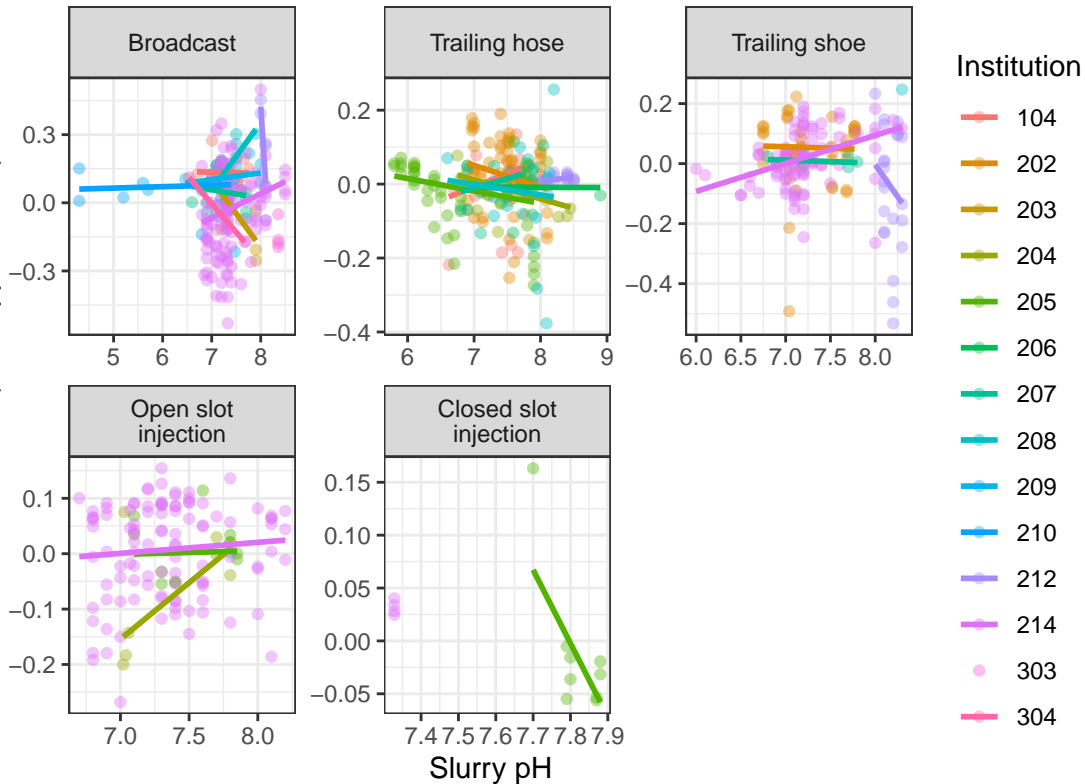 Broadcast
Trailing hose
Trailing shoe
0.3
0.0
−0.3
5 6 7 8
0.2
0.0
−0.2
−0.4
6 7 8 9
0.2
0.0
−0.2
−0.4
6.0 6.5 7.0 7.5 8.0
Open slot
injection
Closed slot
injection
0.1
0.0
−0.1
−0.2
7.0 7.5 8.0
0.15
0.10
0.05
0.00
−0.05
7.4 7.5 7.6 7.7 7.8 7.9
Slurry pH
Institution
104
202
203
204
205
206
207
208
209
210
212
214
303
304